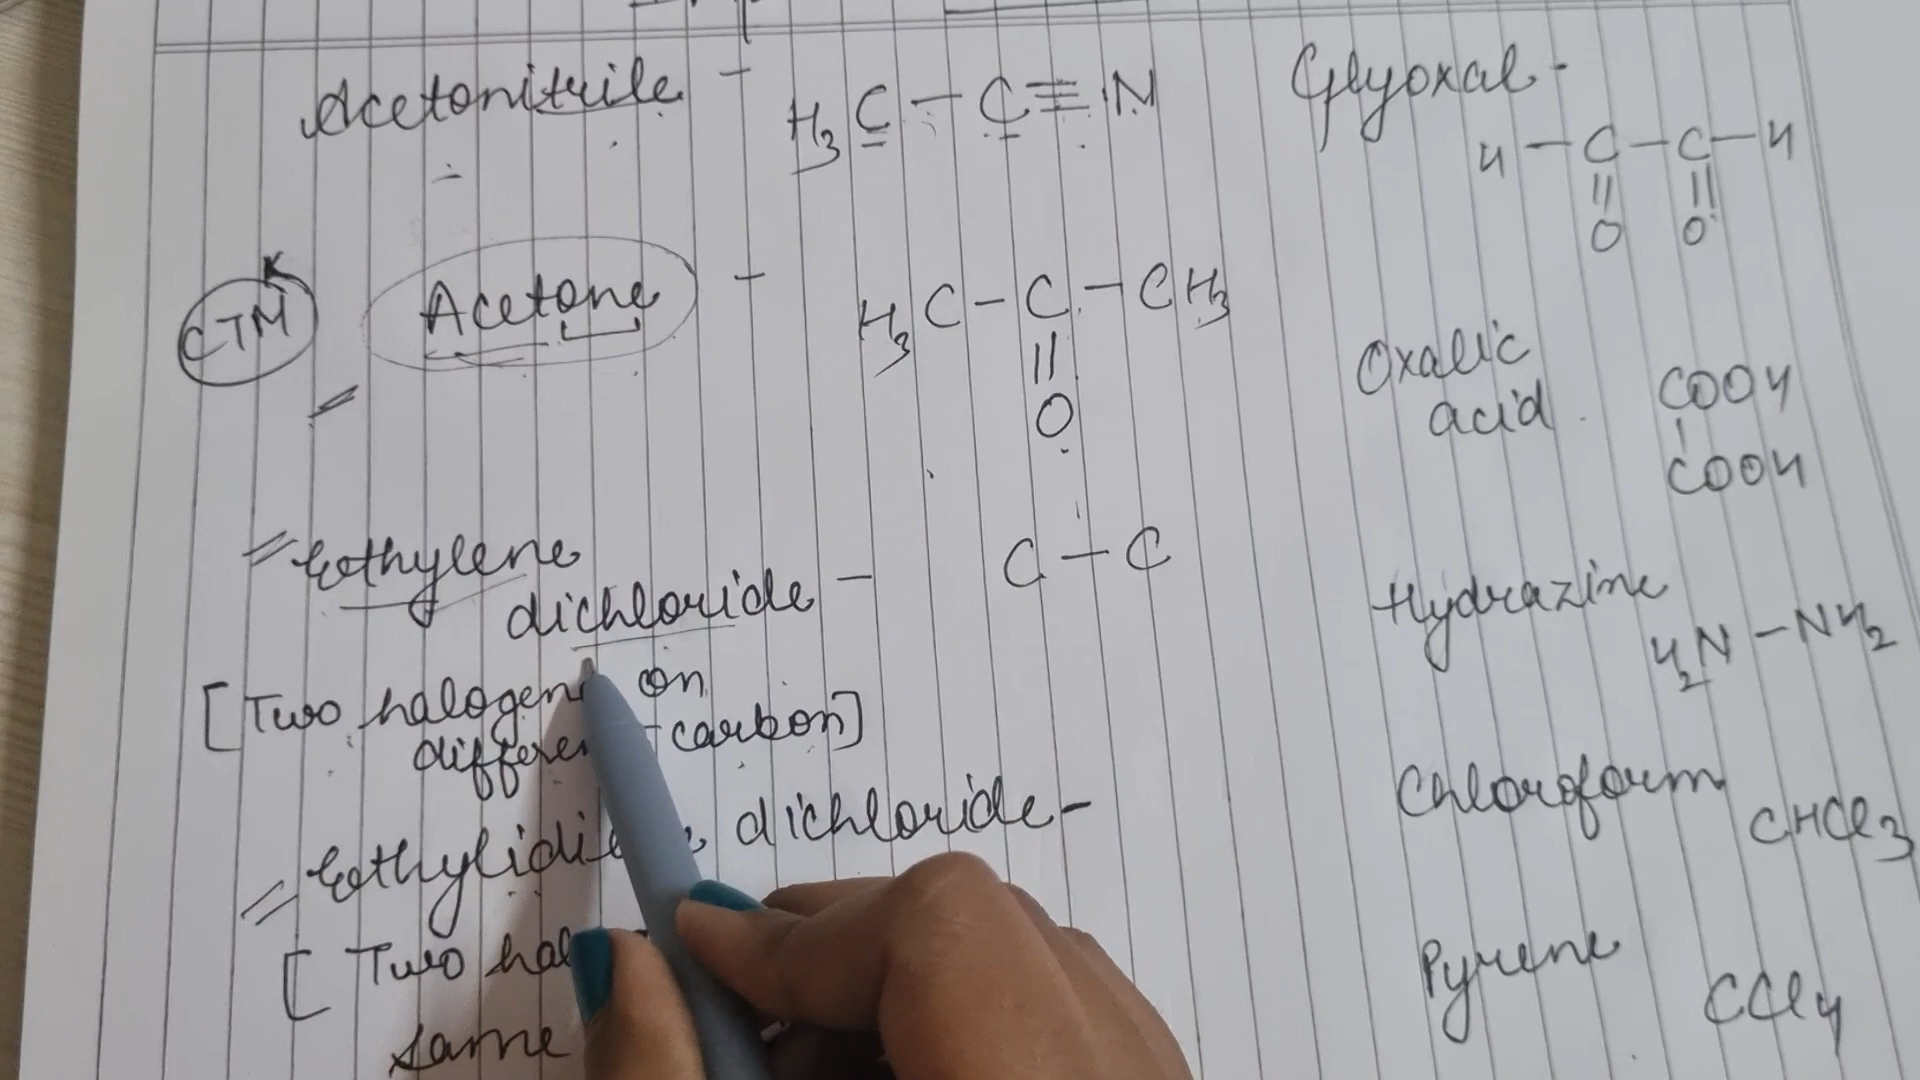 Acetonitrile - H3C - C ≡ N
CTM
K
Acetone - H3C - C - CH3
||
O
Ethylene
dichloride - C - C
[Two halogen on
different carbon]
dichloride -
[ Two
same
Glyoxal -
H - C - C - H
|| ||
O O
Oxalic
acid
COOH
|
COOH
Hydrazine
H2N - NH2
Chloroform
CHCl3
Pyrene
CCl4